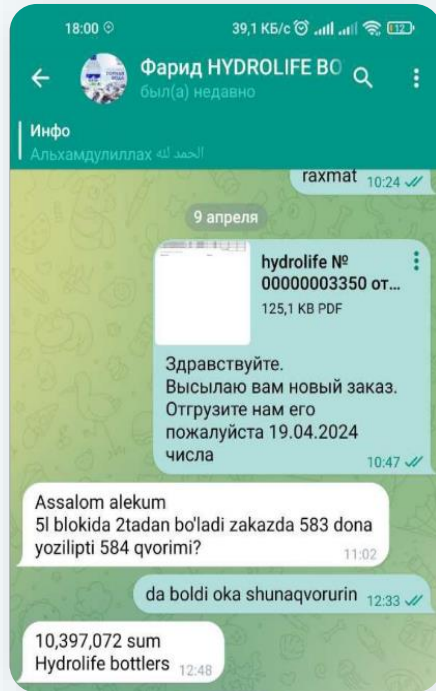 18:00
39,1 КБ/с
12
Фарид HYDROLIFE BO
был(а) недавно
Инфо
Альхамдулиллах الحمد لله
raxmat 10:24
9 апреля
hydrolife №
00000003350 от...
125,1 KB PDF
Здравствуйте.
Высылаю вам новый заказ.
Отгрузите нам его
пожалуйста 19.04.2024
числа
10:47
Assalom alekum
5l blokida 2tadan bo'ladi zakazda 583 dona
yozilipti 584 qvorimi?
11:02
da boldi oka shunaqvorurin 12:33
10,397,072 sum
Hydrolife bottlers 12:48